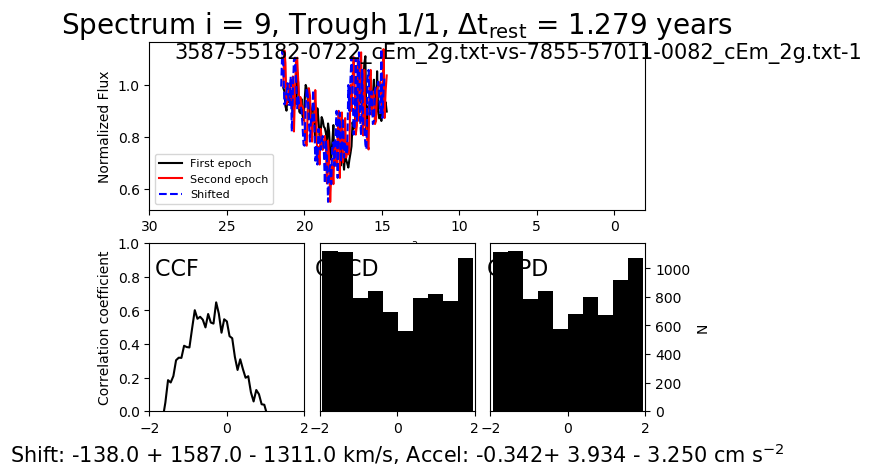 Spectrum i = 9, Trough 1/1, Δt_rest = 1.279 years
3587-55182-0722_cEm_2g.txt-vs-7855-57011-0082_cEm_2g.txt-1
Normalized Flux
1.0
0.8
0.6
First epoch
Second epoch
Shifted
30 25 20 15 10 5 0
Correlation coefficient
1.0
0.8
0.6
0.4
0.2
0.0
CCF
1000
800
600
400
200
0
N
−2 0 2 −2 0 2 −2 0 2
Shift: -138.0 + 1587.0 - 1311.0 km/s, Accel: -0.342+ 3.934 - 3.250 cm s⁻²